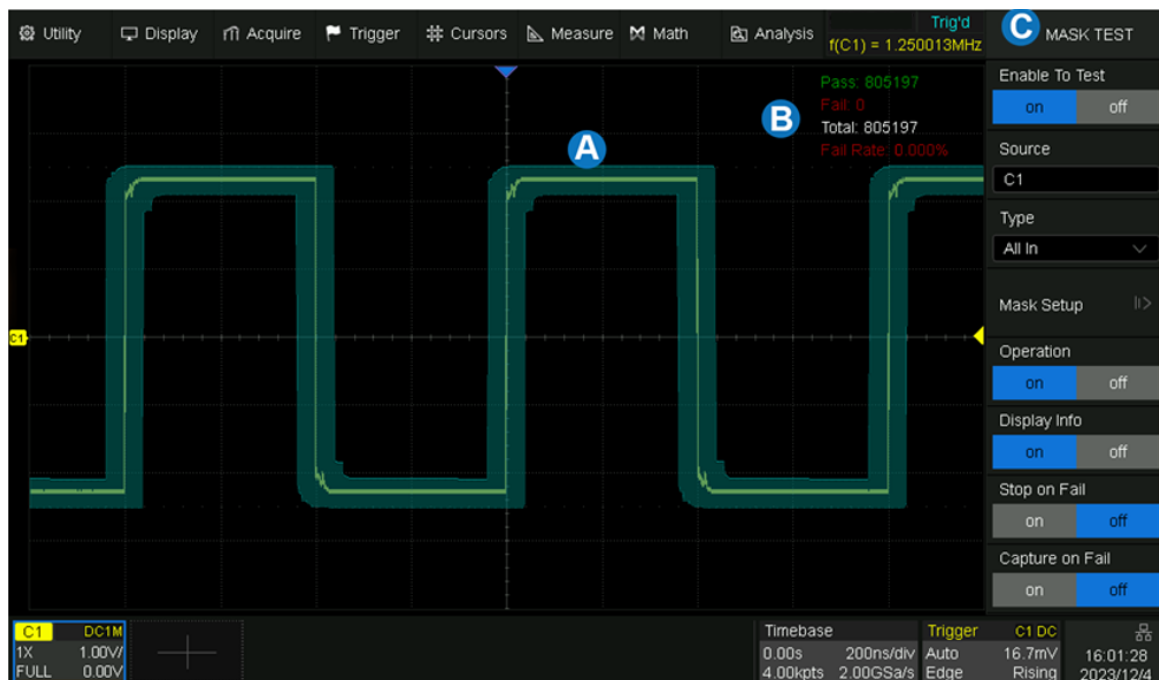 Utility Display Acquire Trigger Cursors Measure Math Analysis
Trig'd
f(C1) = 1.250013MHz
C MASK TEST
Pass: 805197
Fail: 0
Total: 805197
Fail Rate: 0.000%
B
A
C1
Enable To Test
on off
Source
C1
Type
All In
Mask Setup
Operation
on off
Display Info
on off
Stop on Fail
on off
Capture on Fail
on off
C1 DC1M
1X 1.00V/
FULL 0.00V
Timebase
0.00s 200ns/div
4.00kpts 2.00GSa/s
Trigger C1 DC
Auto 16.7mV
Edge Rising
16:01:28
2023/12/4